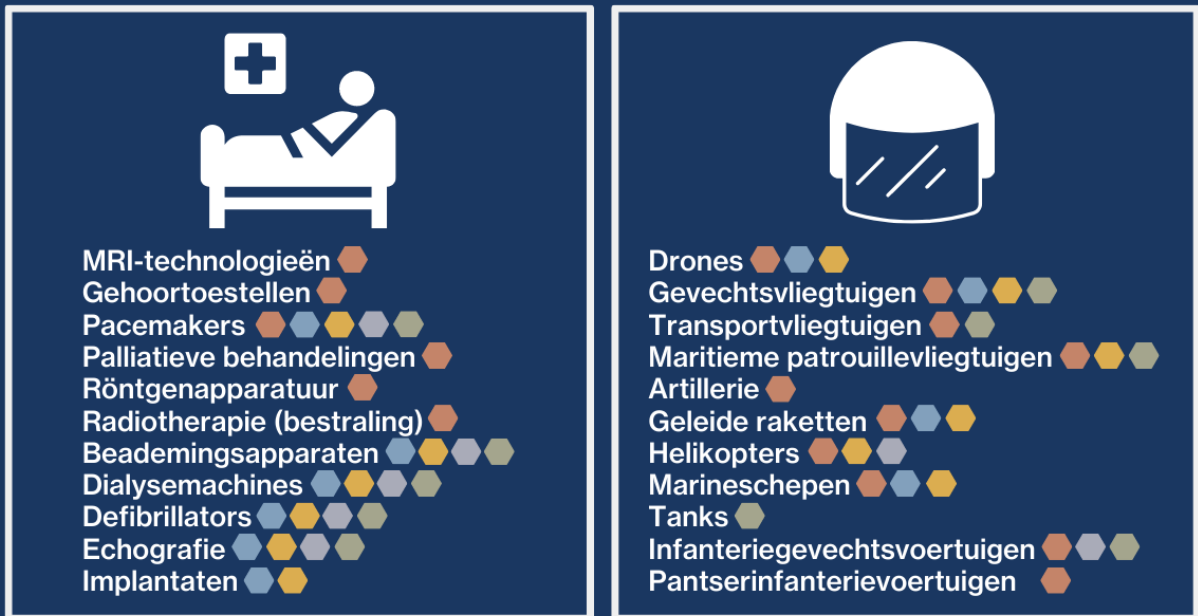 MRI-technologieën
Gehoortoestellen
Pacemakers
Palliatieve behandelingen
Röntgenapparatuur
Radiotherapie (bestraling)
Beademingsapparaten
Dialysemachines
Defibrillators
Echografie
Implantaten
Drones
Gevechtsvliegtuigen
Transportvliegtuigen
Maritieme patrouillevliegtuigen
Artillerie
Geleide raketten
Helikopters
Marineschepen
Tanks
Infanteriegevechtsvoertuigen
Pantserinfanterievoertuigen